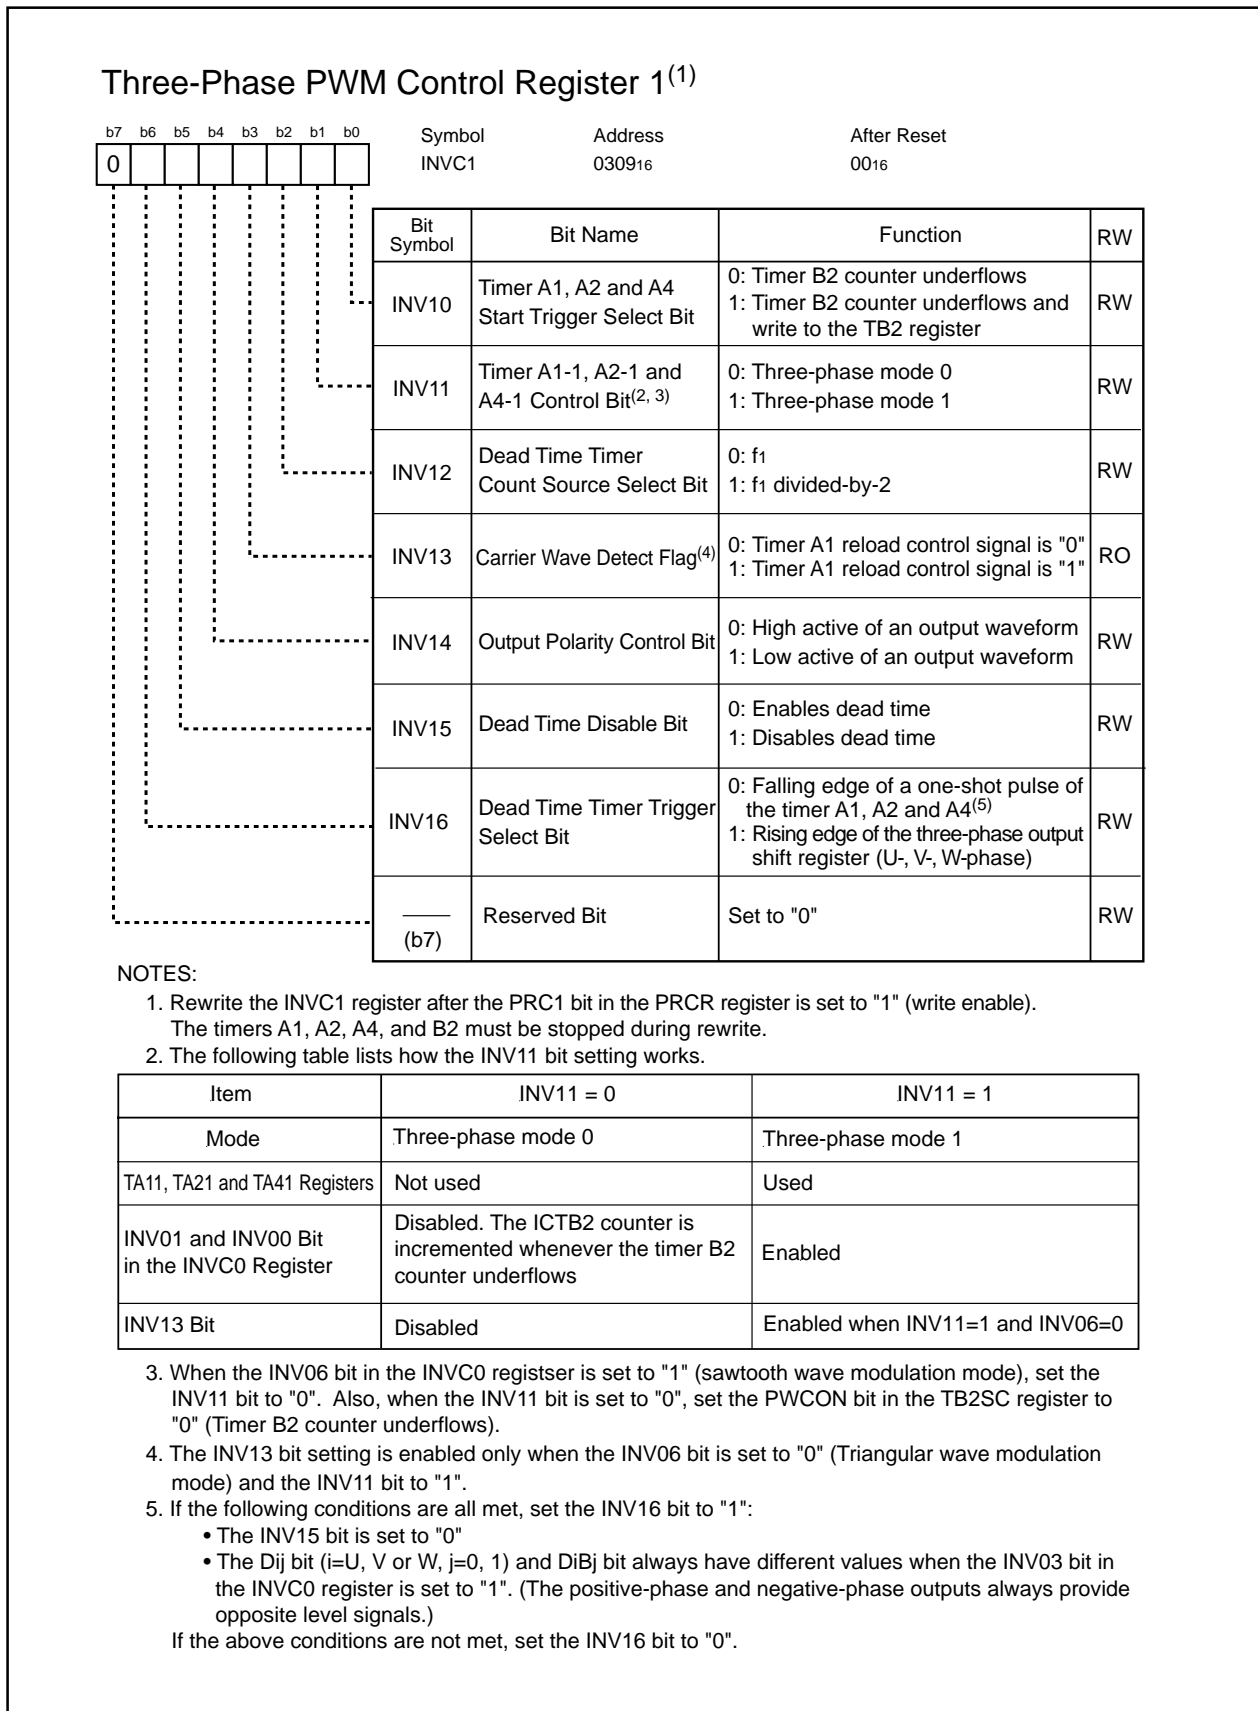 Three-Phase PWM Control Register 1(1)
b7 b6 b5 b4 b3 b2 b1 b0
Symbol Address After Reset
0
INVC1 030916 0016
Bit Symbol Bit Name Function RW
INV10
Timer A1, A2 and A4
Start Trigger Select Bit
0: Timer B2 counter underflows
1: Timer B2 counter underflows and
write to the TB2 register
RW
INV11
Timer A1-1, A2-1 and
A4-1 Control Bit(2, 3)
0: Three-phase mode 0
1: Three-phase mode 1
RW
INV12
Dead Time Timer
Count Source Select Bit
0: f1
1: f1 divided-by-2
RW
INV13
Carrier Wave Detect Flag(4)
0: Timer A1 reload control signal is "0"
1: Timer A1 reload control signal is "1"
RO
INV14
Output Polarity Control Bit
0: High active of an output waveform
1: Low active of an output waveform
RW
INV15
Dead Time Disable Bit
0: Enables dead time
1: Disables dead time
RW
INV16
Dead Time Timer Trigger
Select Bit
0: Falling edge of a one-shot pulse of
the timer A1, A2 and A4(5)
1: Rising edge of the three-phase output
shift register (U-, V-, W-phase)
RW
(b7)
Reserved Bit
Set to "0"
RW
NOTES:
1. Rewrite the INVC1 register after the PRC1 bit in the PRCR register is set to "1" (write enable).
The timers A1, A2, A4, and B2 must be stopped during rewrite.
2. The following table lists how the INV11 bit setting works.
Item INV11 = 0 INV11 = 1
Mode Three-phase mode 0 Three-phase mode 1
TA11, TA21 and TA41 Registers Not used Used
INV01 and INV00 Bit
in the INVC0 Register
Disabled. The ICTB2 counter is
incremented whenever the timer B2
counter underflows
Enabled
INV13 Bit Disabled Enabled when INV11=1 and INV06=0
3. When the INV06 bit in the INVC0 registser is set to "1" (sawtooth wave modulation mode), set the
INV11 bit to "0". Also, when the INV11 bit is set to "0", set the PWCON bit in the TB2SC register to
"0" (Timer B2 counter underflows).
4. The INV13 bit setting is enabled only when the INV06 bit is set to "0" (Triangular wave modulation
mode) and the INV11 bit to "1".
5. If the following conditions are all met, set the INV16 bit to "1":
• The INV15 bit is set to "0"
• The Dij bit (i=U, V or W, j=0, 1) and DiBj bit always have different values when the INV03 bit in
the INVC0 register is set to "1". (The positive-phase and negative-phase outputs always provide
opposite level signals.)
If the above conditions are not met, set the INV16 bit to "0".